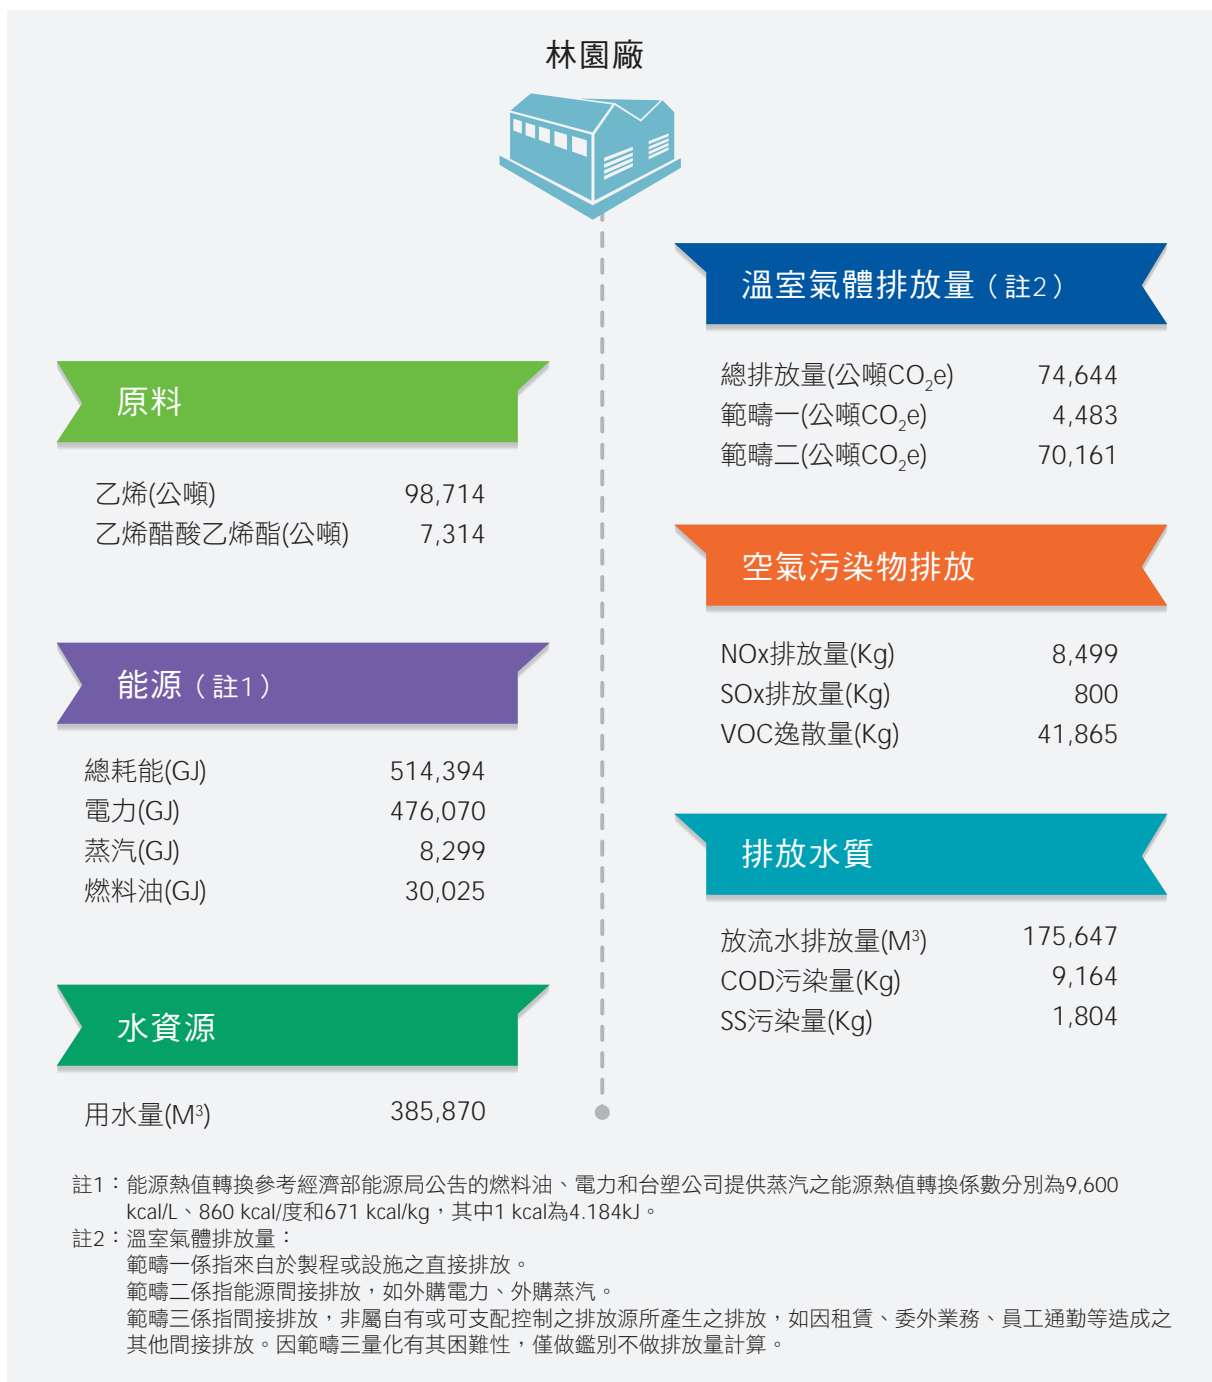 林園廠
原料
乙烯(公噸) 98,714
乙烯醋酸乙烯酯(公噸) 7,314
能源（註1）
總耗能(GJ) 514,394
電力(GJ) 476,070
蒸汽(GJ) 8,299
燃料油(GJ) 30,025
水資源
用水量(M³) 385,870
溫室氣體排放量（註2）
總排放量(公噸CO₂e) 74,644
範疇一(公噸CO₂e) 4,483
範疇二(公噸CO₂e) 70,161
空氣污染物排放
NOx排放量(Kg) 8,499
SOx排放量(Kg) 800
VOC逸散量(Kg) 41,865
排放水質
放流水排放量(M³) 175,647
COD污染量(Kg) 9,164
SS污染量(Kg) 1,804
註1：能源熱值轉換參考經濟部能源局公告的燃料油、電力和台塑公司提供蒸汽之能源熱值轉換係數分別為9,600
kcal/L、860 kcal/度和671 kcal/kg，其中1 kcal為4.184kJ。
註2：溫室氣體排放量：
範疇一係指來自於製程或設施之直接排放。
範疇二係指能源間接排放，如外購電力、外購蒸汽。
範疇三係指間接排放，非屬自有或可支配控制之排放源所產生之排放，如因租賃、委外業務、員工通勤等造成之
其他間接排放。因範疇三量化有其困難性，僅做鑑別不做排放量計算。